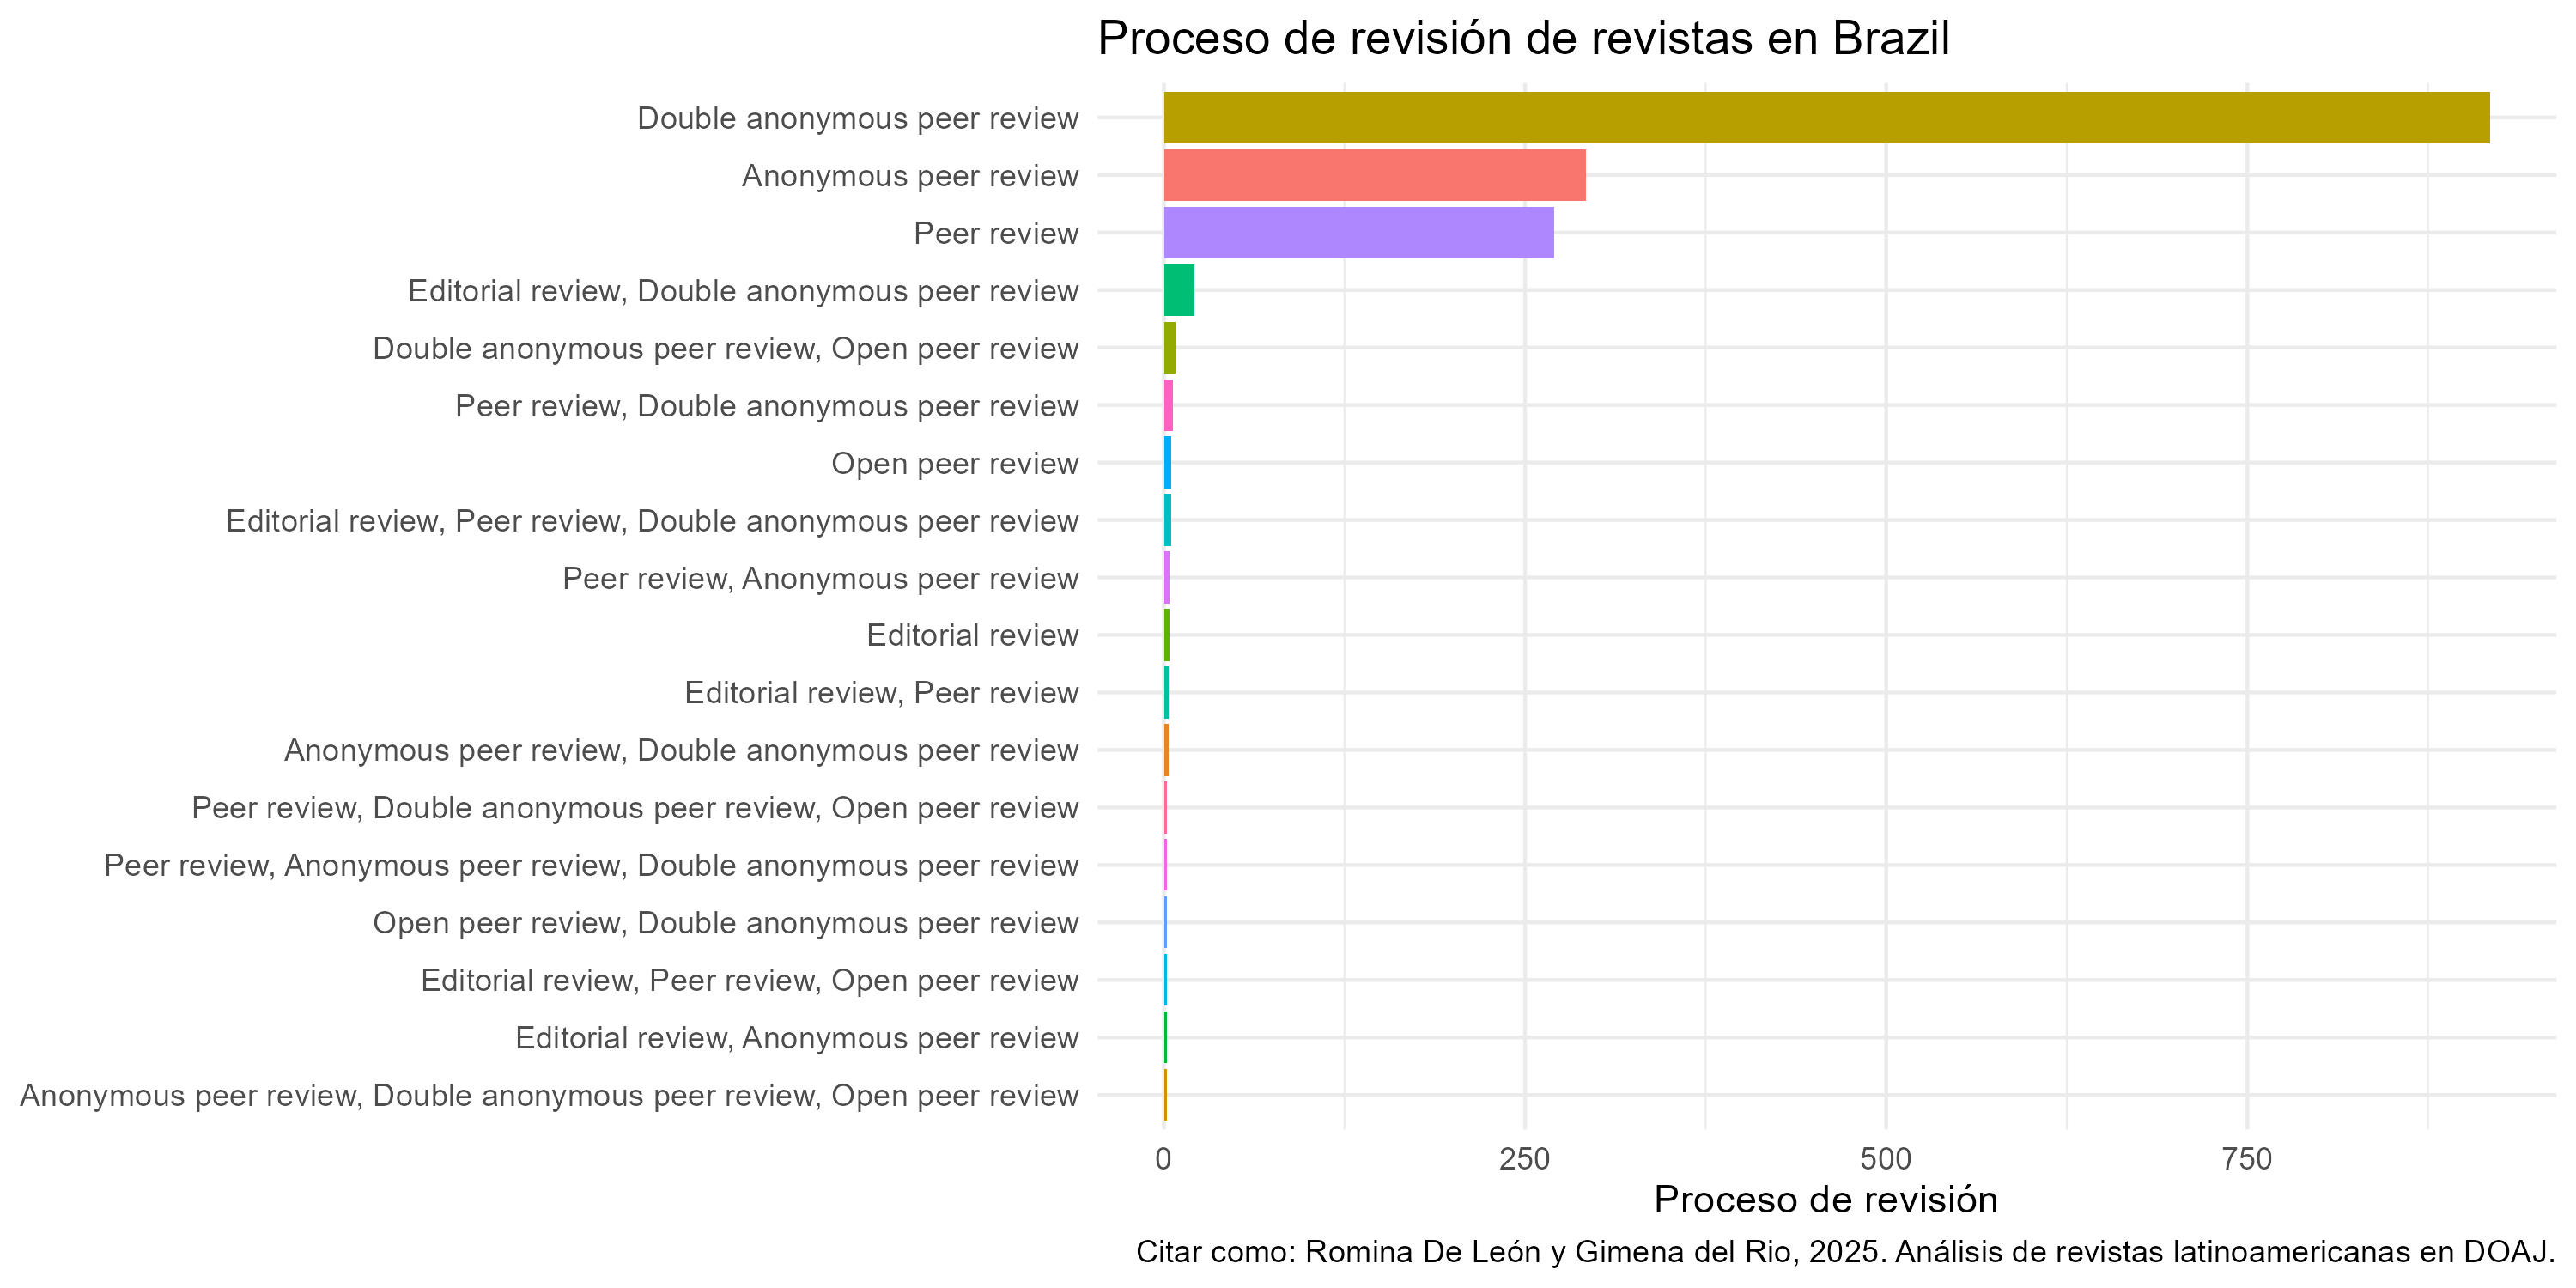 Proceso de revisión de revistas en Brazil
Double anonymous peer review
Anonymous peer review
Peer review
Editorial review, Double anonymous peer review
Double anonymous peer review, Open peer review
Peer review, Double anonymous peer review
Open peer review
Editorial review, Peer review, Double anonymous peer review
Peer review, Anonymous peer review
Editorial review
Editorial review, Peer review
Anonymous peer review, Double anonymous peer review
Peer review, Double anonymous peer review, Open peer review
Peer review, Anonymous peer review, Double anonymous peer review
Open peer review, Double anonymous peer review
Editorial review, Peer review, Open peer review
Editorial review, Anonymous peer review
Anonymous peer review, Double anonymous peer review, Open peer review
0 250 500 750
Proceso de revisión
Citar como: Romina De León y Gimena del Rio, 2025. Análisis de revistas latinoamericanas en DOAJ.